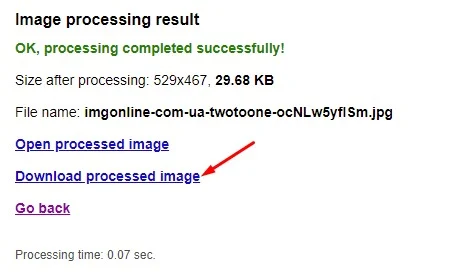 Image processing result
OK, processing completed successfully!
Size after processing: 529x467, 29.68 KB
File name: imgonline-com-ua-twotoone-ocNLw5yflSm.jpg
Open processed image
Download processed image
Go back
Processing time: 0.07 sec.